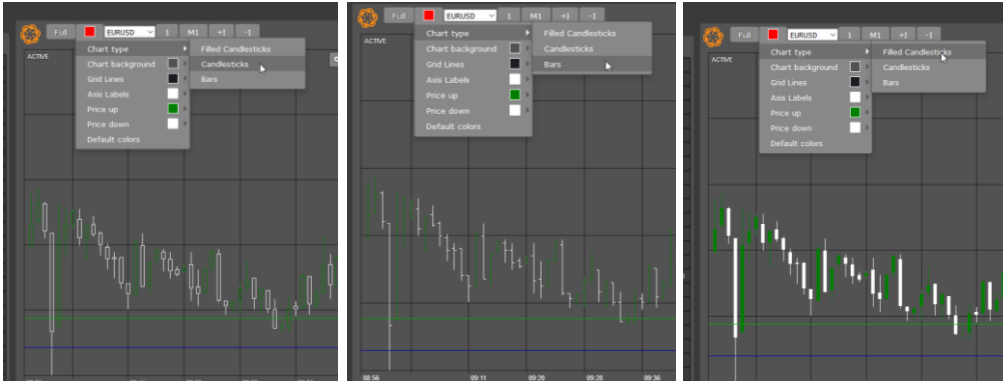 Full EURUSD 1 M1 +I -I
Chart type Filled Candlesticks
Chart background Candlesticks
Grid Lines Bars
Axis Labels
Price up
Price down
Default colors
ACTIVE
Full EURUSD 1 M1 +I -I
Chart type Filled Candlesticks
Chart background Candlesticks
Grid Lines Bars
Axis Labels
Price up
Price down
Default colors
ACTIVE
08:56 09:11 09:20 09:28 09:36
Full EURUSD 1 M1 +I -I
Chart type Filled Candlesticks
Chart background Candlesticks
Grid Lines Bars
Axis Labels
Price up
Price down
Default colors
ACTIVE